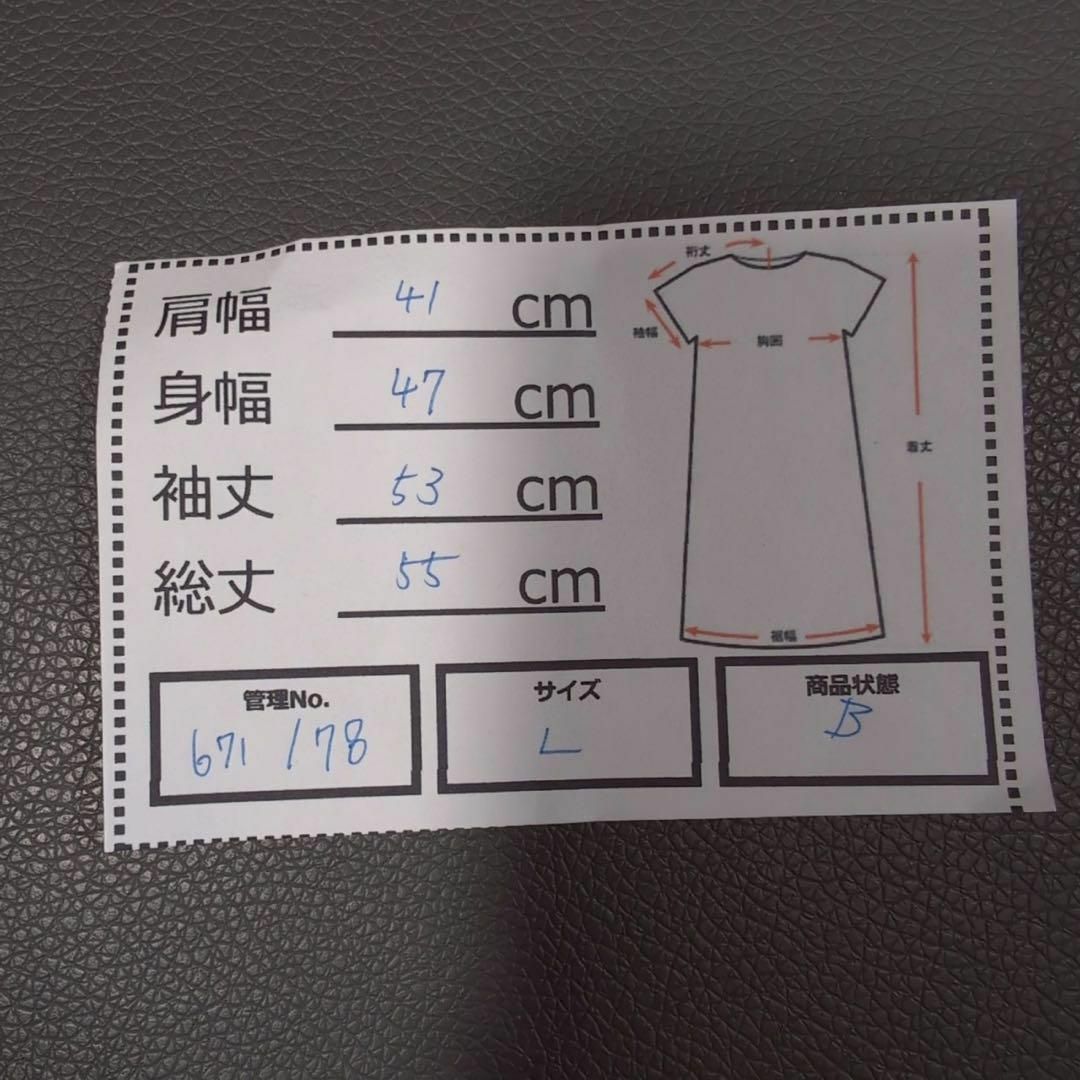 肩幅 41 cm
身幅 47 cm
袖丈 53 cm
総丈 55 cm
裄丈
袖幅
胸囲
着丈
裾幅
管理No.
671 / 78
サイズ
L
商品状態
B